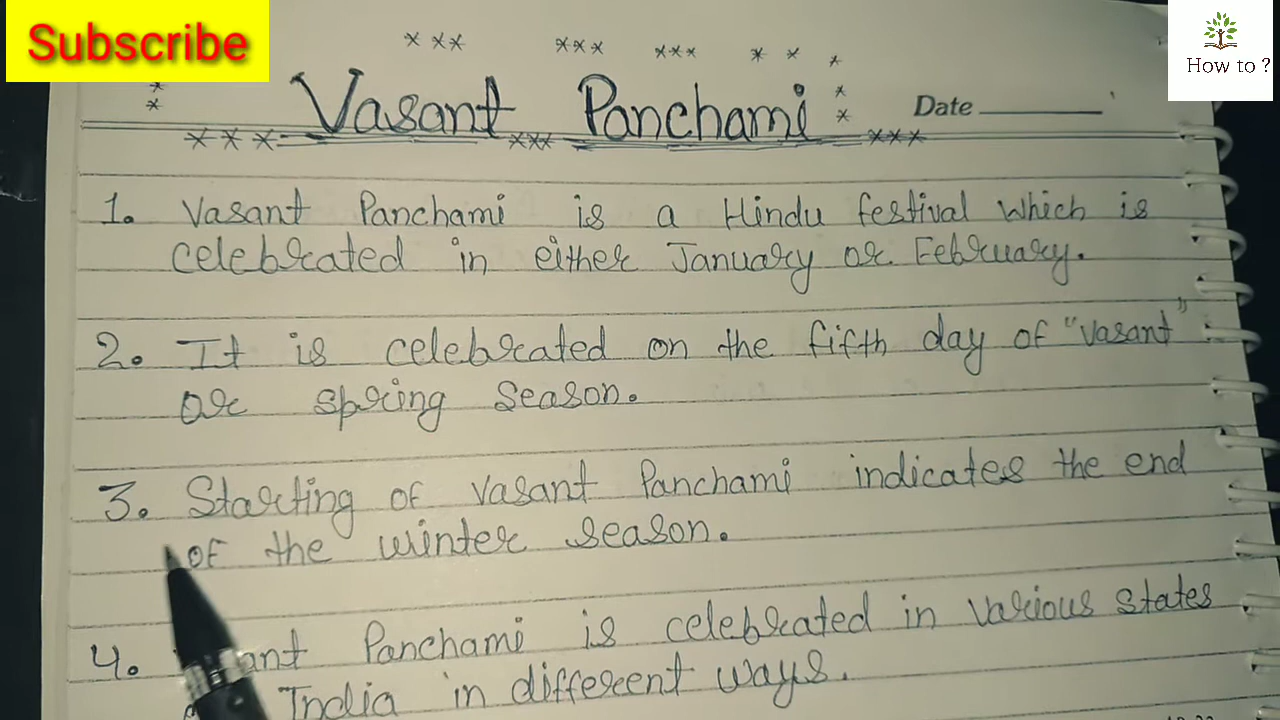 Subscribe
How to ?
Vasant Panchami
Date
1. Vasant Panchami is a Hindu festival which is
celebrated in either January or February.
2. It is celebrated on the fifth day of "Vasant"
or spring season.
3. Starting of Vasant Panchami indicates the end
of the winter season.
4. Panchami is celebrated in various states
India in different ways.